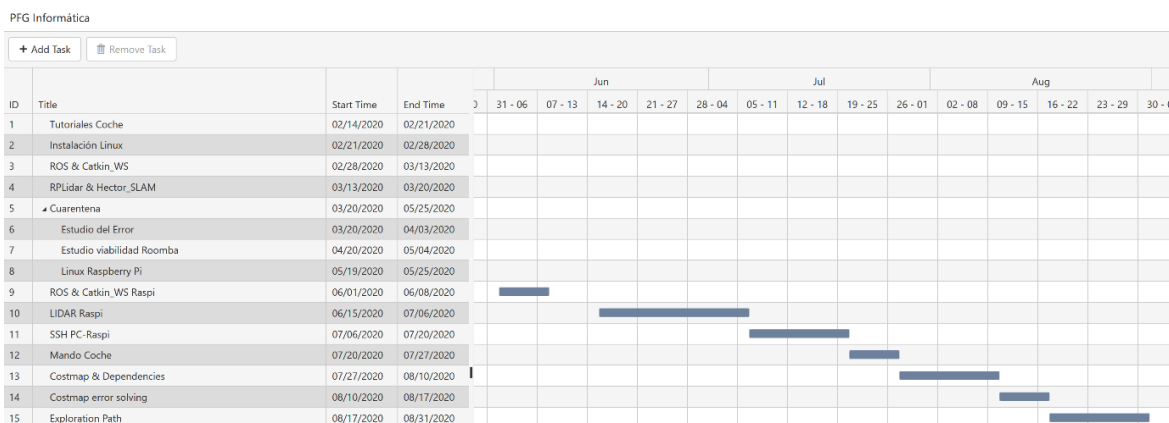 PFG Informática
+ Add Task Remove Task
Jun Jul Aug
ID Title Start Time End Time 31 - 06 07 - 13 14 - 20 21 - 27 28 - 04 05 - 11 12 - 18 19 - 25 26 - 01 02 - 08 09 - 15 16 - 22 23 - 29 30 -
1 Tutoriales Coche 02/14/2020 02/21/2020
2 Instalación Linux 02/21/2020 02/28/2020
3 ROS & Catkin_WS 02/28/2020 03/13/2020
4 RPLidar & Hector_SLAM 03/13/2020 03/20/2020
5 Cuarentena 03/20/2020 05/25/2020
6 Estudio del Error 03/20/2020 04/03/2020
7 Estudio viabilidad Roomba 04/20/2020 05/04/2020
8 Linux Raspberry Pi 05/19/2020 05/25/2020
9 ROS & Catkin_WS Raspi 06/01/2020 06/08/2020
10 LIDAR Raspi 06/15/2020 07/06/2020
11 SSH PC-Raspi 07/06/2020 07/20/2020
12 Mando Coche 07/20/2020 07/27/2020
13 Costmap & Dependencies 07/27/2020 08/10/2020
14 Costmap error solving 08/10/2020 08/17/2020
15 Exploration Path 08/17/2020 08/31/2020